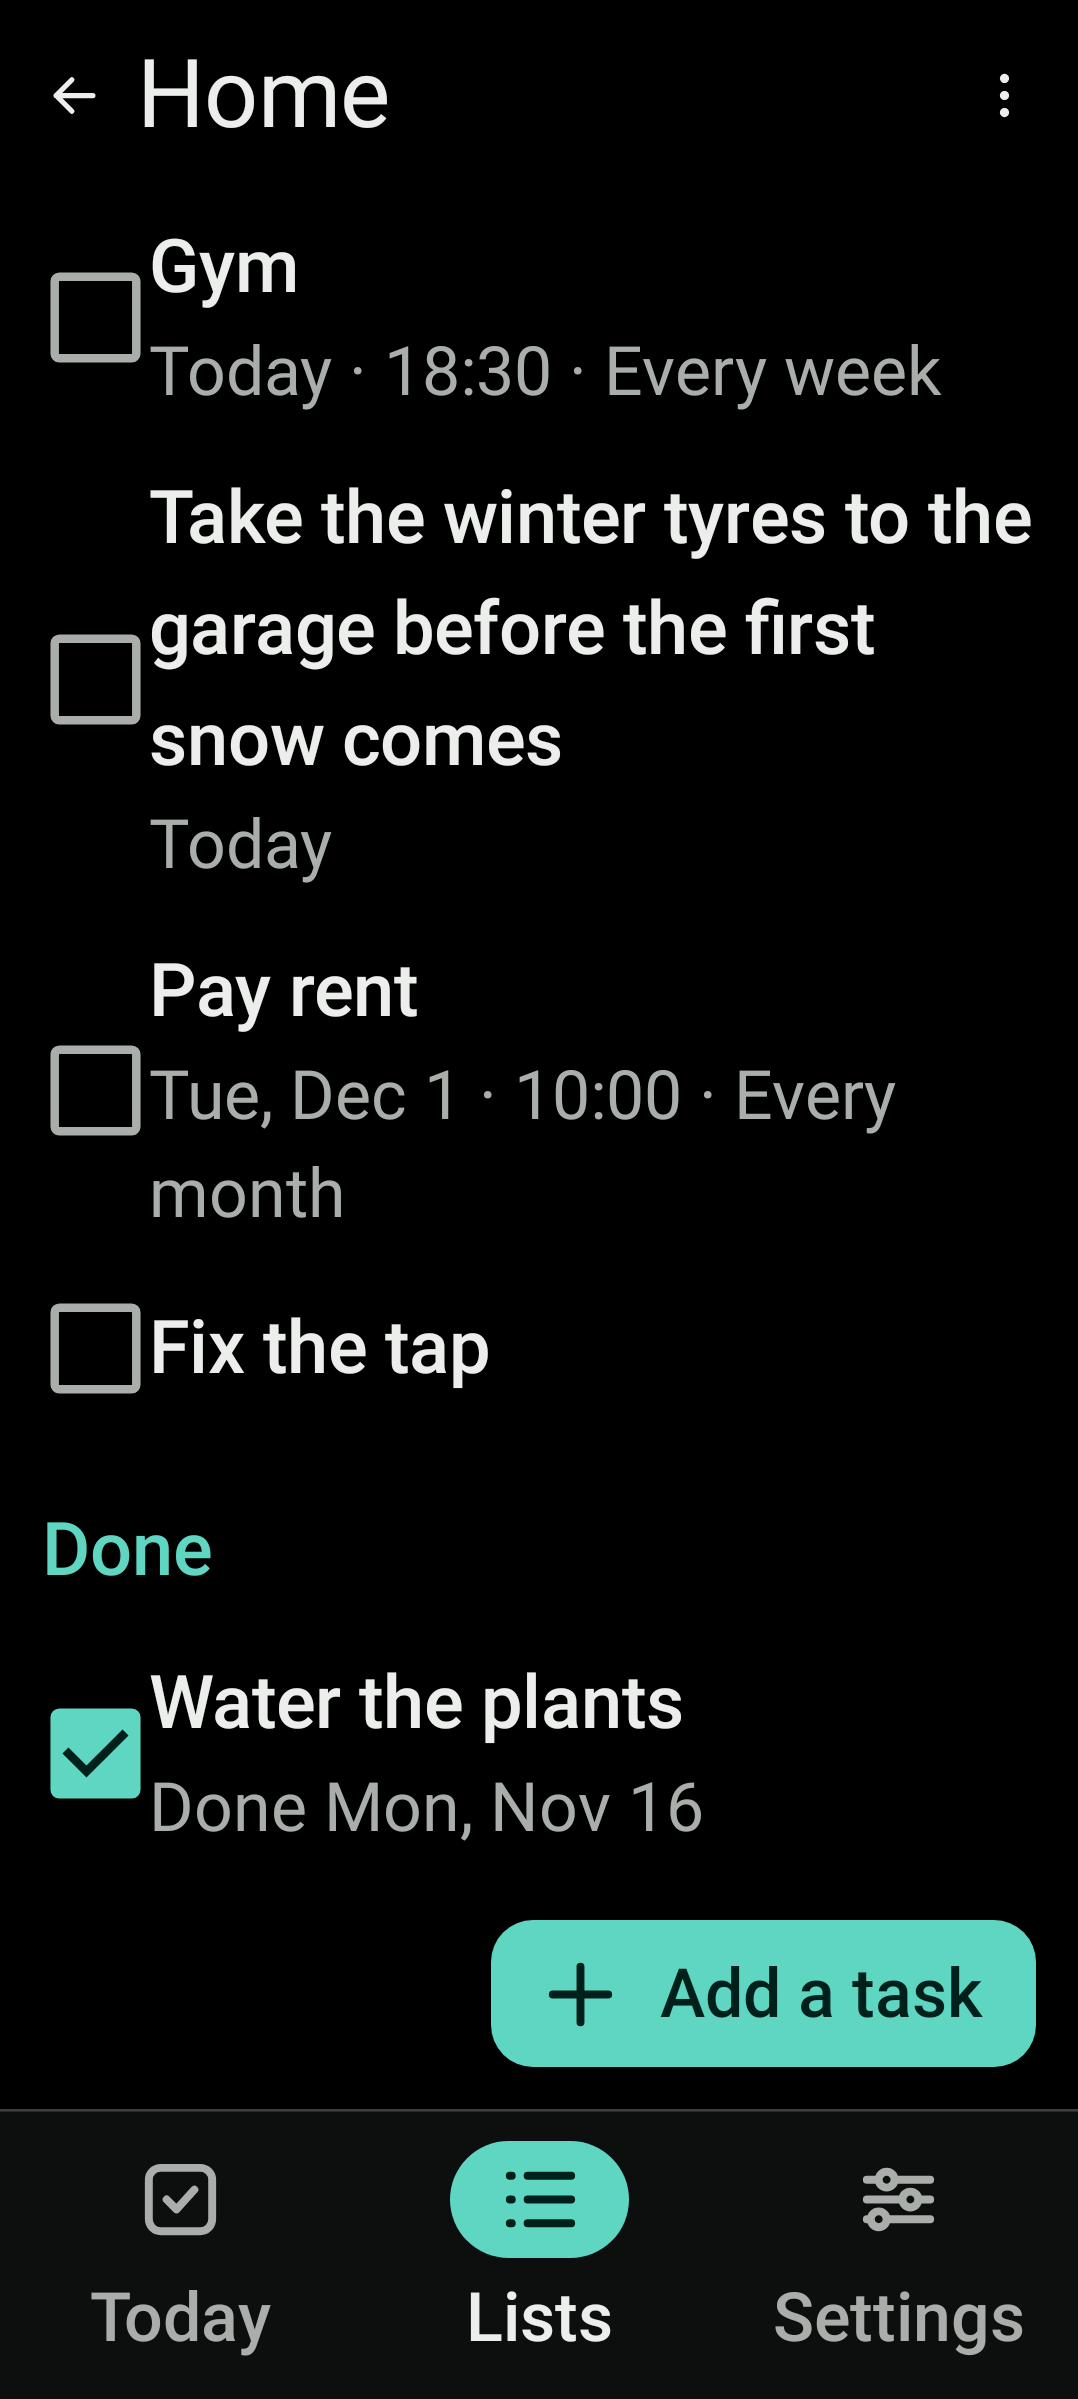 Home
Gym
Today · 18:30 · Every week
Take the winter tyres to the
garage before the first
snow comes
Today
Pay rent
Tue, Dec 1 · 10:00 · Every
month
Fix the tap
Done
Water the plants
Done Mon, Nov 16
Add a task
Today
Lists
Settings